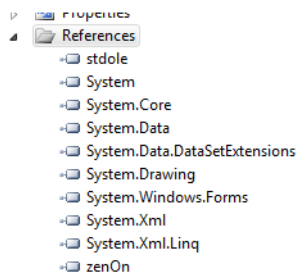 Properties
References
stdole
System
System.Core
System.Data
System.Data.DataSetExtensions
System.Drawing
System.Windows.Forms
System.Xml
System.Xml.Linq
zenOn